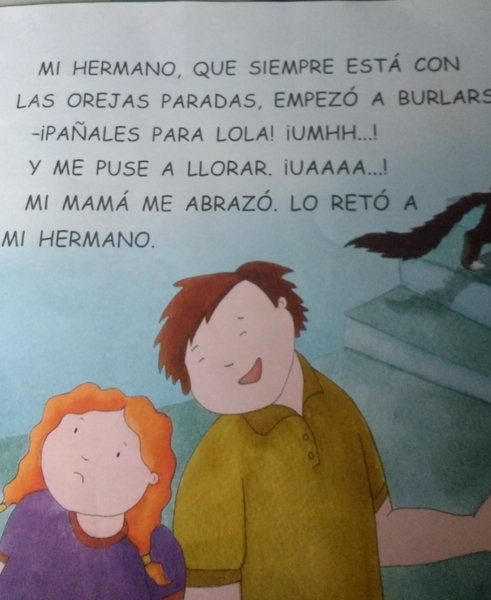 MI HERMANO, QUE SIEMPRE ESTÁ CON
LAS OREJAS PARADAS, EMPEZÓ A BURLARS
-¡PAÑALES PARA LOLA! ¡UMHH...!
Y ME PUSE A LLORAR. ¡UAAAA...!
MI MAMÁ ME ABRAZÓ. LO RETÓ A
MI HERMANO.